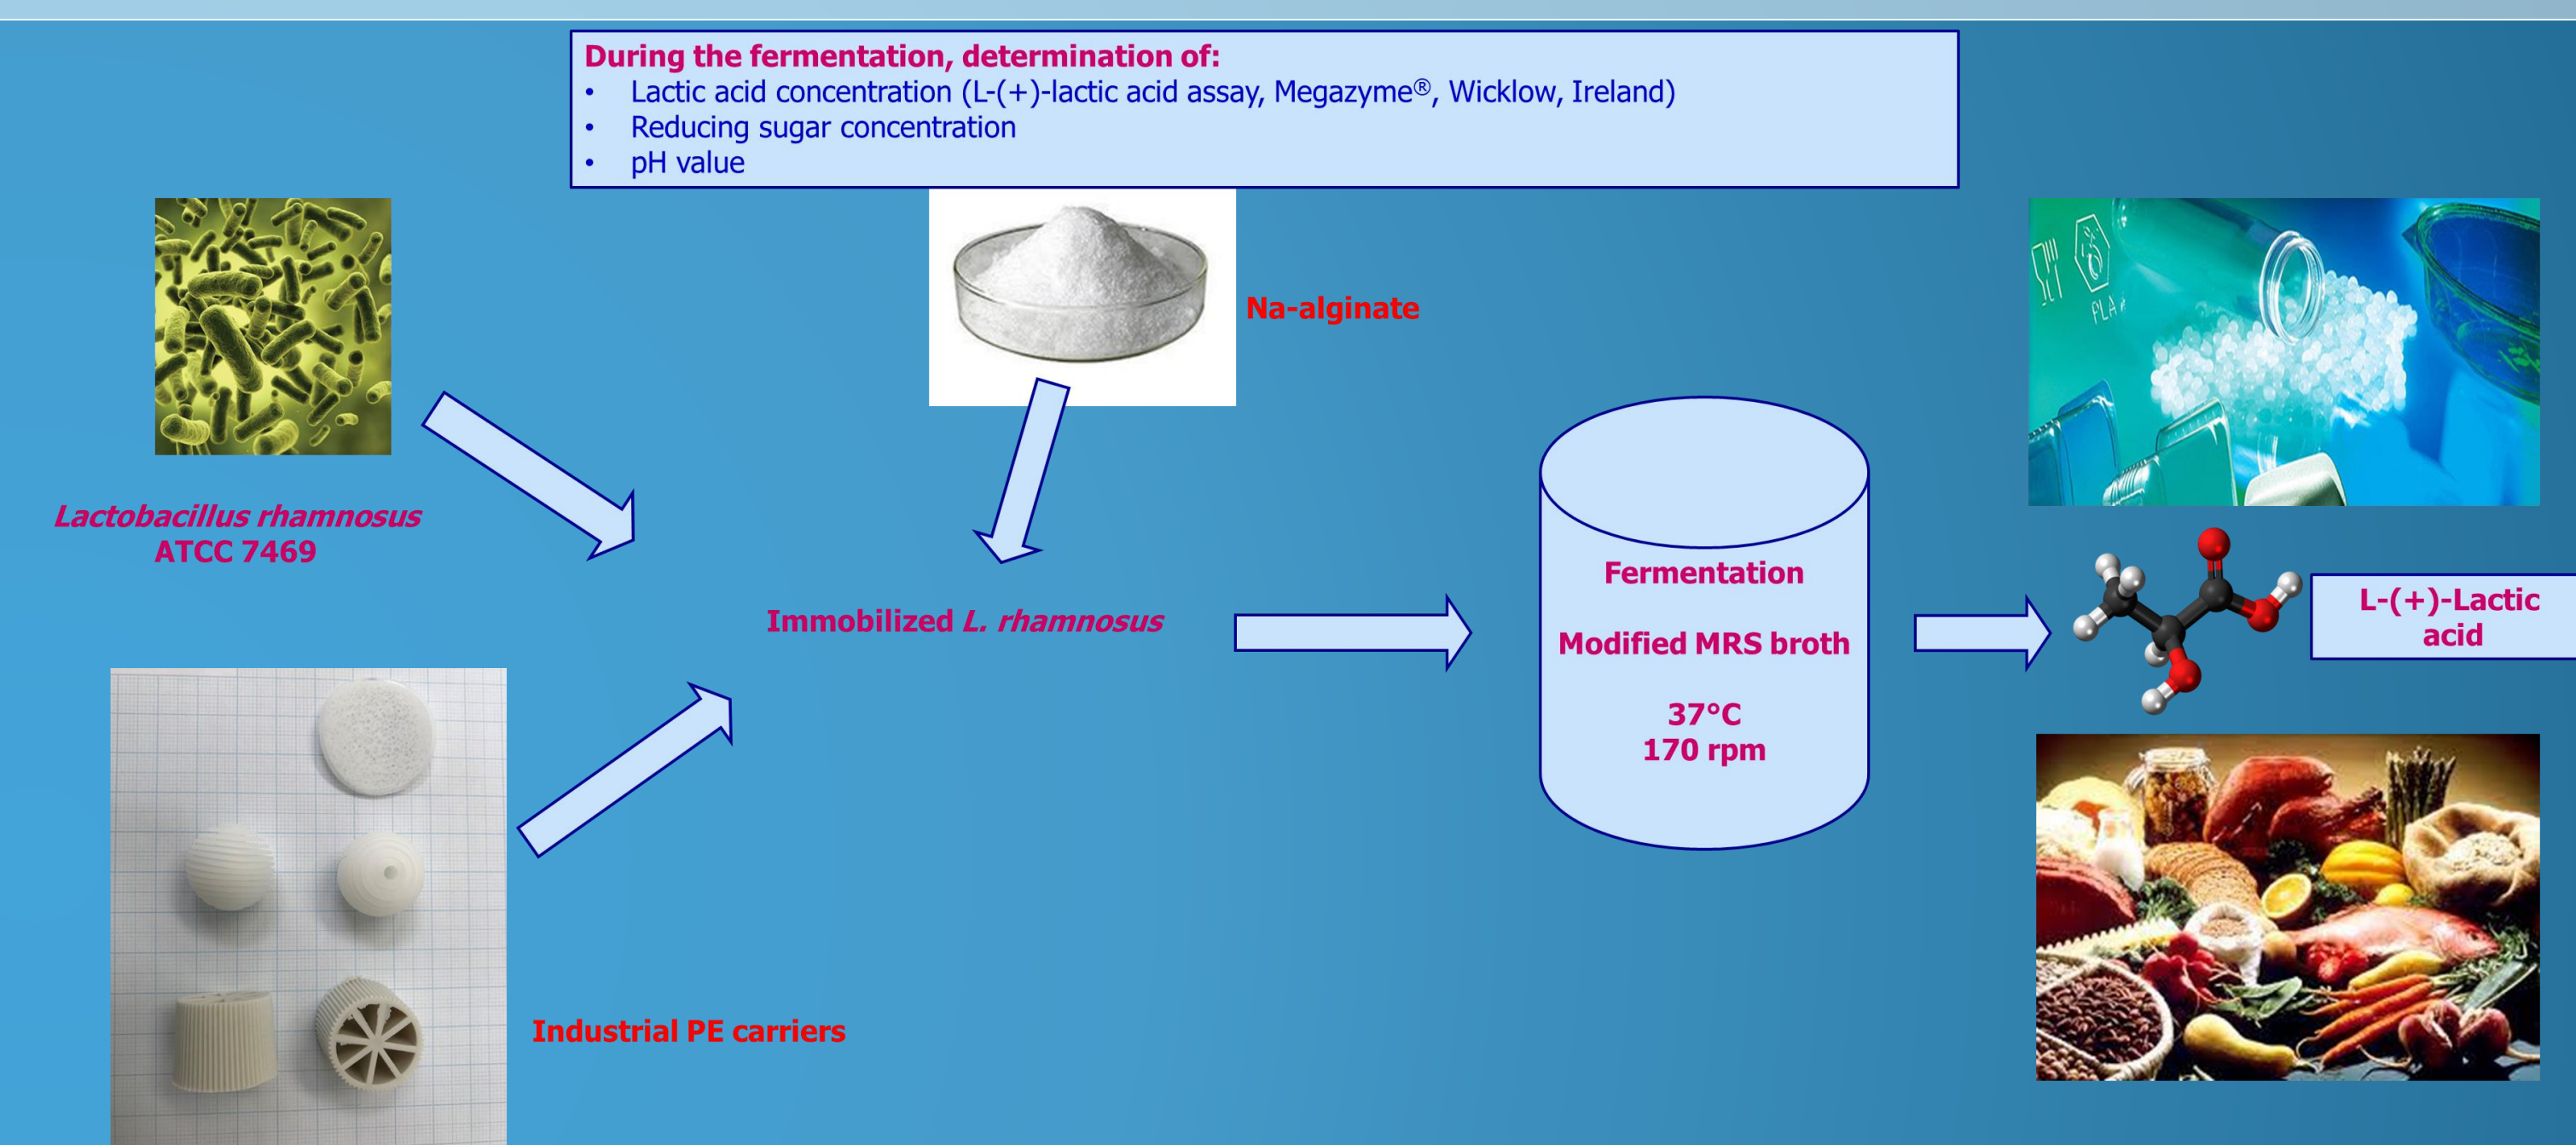 During the fermentation, determination of:
• Lactic acid concentration (L-(+)-lactic acid assay, Megazyme®, Wicklow, Ireland)
• Reducing sugar concentration
• pH value
Na-alginate
PLA
Lactobacillus rhamnosus
ATCC 7469
Immobilized L. rhamnosus
Fermentation
Modified MRS broth
37°C
170 rpm
L-(+)-Lactic
acid
Industrial PE carriers